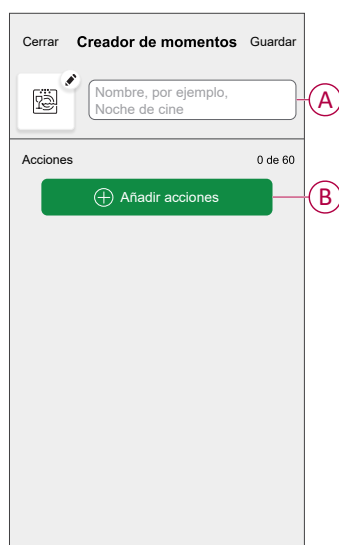 Cerrar Creador de momentos Guardar
Nombre, por ejemplo,
Noche de cine
A
Acciones 0 de 60
Añadir acciones
B